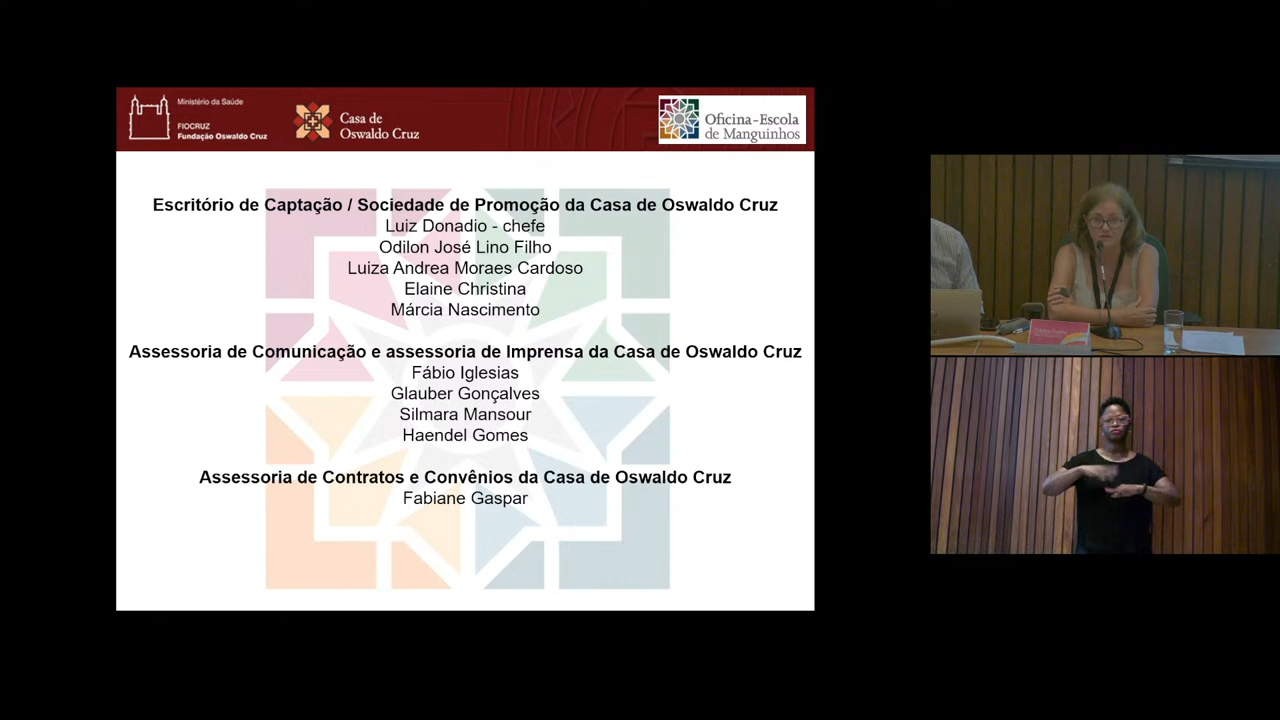 Ministério da Saúde
FIOCRUZ
Fundação Oswaldo Cruz
Casa de
Oswaldo Cruz
Oficina-Escola
de Manguinhos
Escritório de Captação / Sociedade de Promoção da Casa de Oswaldo Cruz
Luiz Donadio - chefe
Odilon José Lino Filho
Luiza Andrea Moraes Cardoso
Elaine Christina
Márcia Nascimento
Assessoria de Comunicação e assessoria de Imprensa da Casa de Oswaldo Cruz
Fábio Iglesias
Glauber Gonçalves
Silmara Mansour
Haendel Gomes
Assessoria de Contratos e Convênios da Casa de Oswaldo Cruz
Fabiane Gaspar